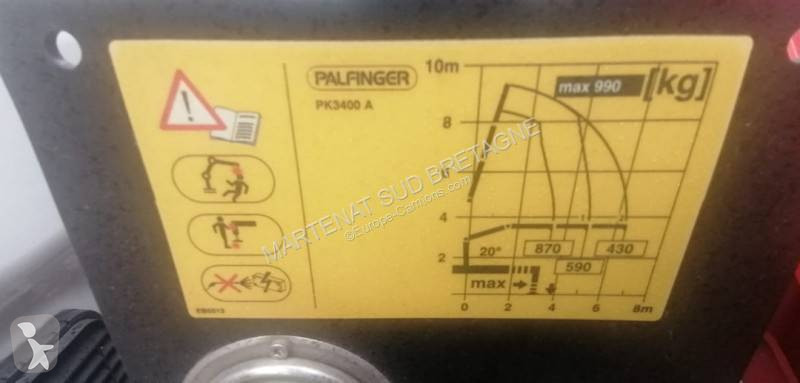 PALFINGER
PK3400 A
10m
max 990
[kg]
8
6
4
2
20°
870
430
590
max
0
2
4
6
8m
MARTENAT SUD BRETAGNE
©Europe-Camions.com